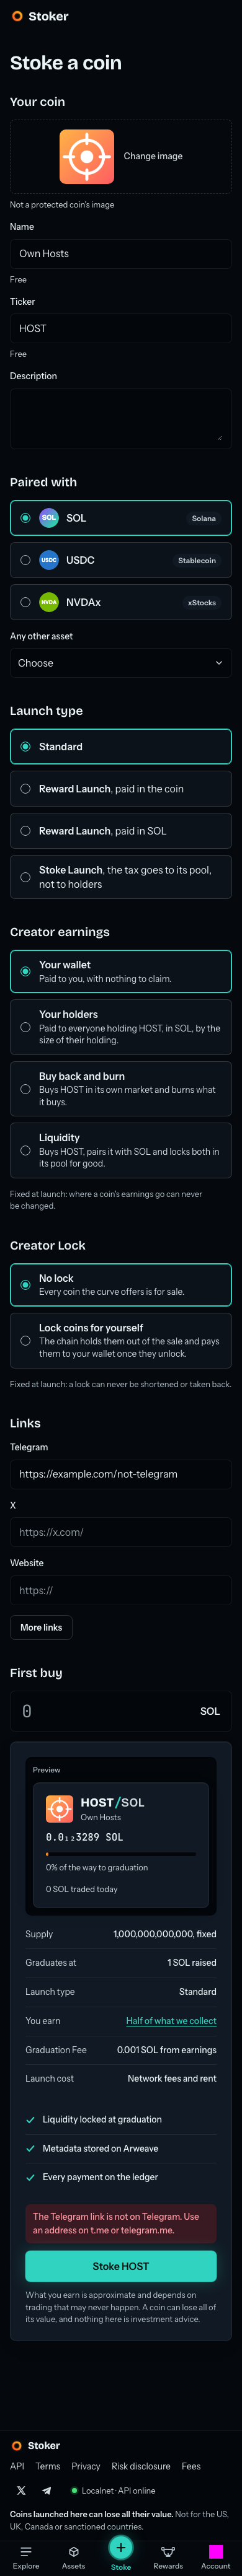 Stoker
Stoke a coin
Your coin
Change image
Not a protected coin's image
Name
Own Hosts
Free
Ticker
HOST
Free
Description
Paired with
SOL
SOL
Solana
USDC
USDC
Stablecoin
NVDA
NVDAx
xStocks
Any other asset
Choose
Launch type
Standard
Reward Launch, paid in the coin
Reward Launch, paid in SOL
Stoke Launch, the tax goes to its pool,
not to holders
Creator earnings
Your wallet
Paid to you, with nothing to claim.
Your holders
Paid to everyone holding HOST, in SOL, by the
size of their holding.
Buy back and burn
Buys HOST in its own market and burns what
it buys.
Liquidity
Buys HOST, pairs it with SOL and locks both in
its pool for good.
Fixed at launch: where a coin's earnings go can never
be changed.
Creator Lock
No lock
Every coin the curve offers is for sale.
Lock coins for yourself
The chain holds them out of the sale and pays
them to your wallet once they unlock.
Fixed at launch: a lock can never be shortened or taken back.
Links
Telegram
https://example.com/not-telegram
X
https://x.com/
Website
https://
More links
First buy
0
SOL
Preview
HOST/SOL
Own Hosts
0.0₁₂3289 SOL
0% of the way to graduation
0 SOL traded today
Supply
1,000,000,000,000, fixed
Graduates at
1 SOL raised
Launch type
Standard
You earn
Half of what we collect
Graduation Fee
0.001 SOL from earnings
Launch cost
Network fees and rent
Liquidity locked at graduation
Metadata stored on Arweave
Every payment on the ledger
The Telegram link is not on Telegram. Use
an address on t.me or telegram.me.
Stoke HOST
What you earn is approximate and depends on
trading that may never happen. A coin can lose all of
its value, and nothing here is investment advice.
Stoker
API Terms Privacy Risk disclosure Fees
Localnet · API online
Coins launched here can lose all their value. Not for the US,
UK, Canada or sanctioned countries.
Explore
Assets
Stoke
Rewards
Account